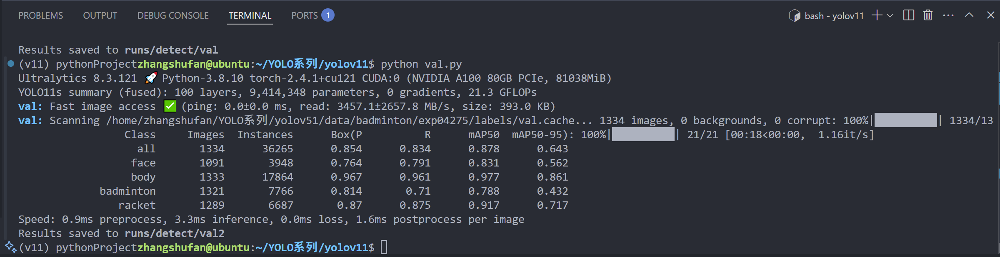 PROBLEMS OUTPUT DEBUG CONSOLE TERMINAL PORTS 1 bash - yolov11
Results saved to runs/detect/val
(v11) pythonProjectzhangshufan@ubuntu:~/YOLO系列/yolov11$ python val.py
Ultralytics 8.3.121 🚀 Python-3.8.10 torch-2.4.1+cu121 CUDA:0 (NVIDIA A100 80GB PCIe, 81038MiB)
YOLO11s summary (fused): 100 layers, 9,414,348 parameters, 0 gradients, 21.3 GFLOPs
val: Fast image access ✅ (ping: 0.0±0.0 ms, read: 3457.1±2657.8 MB/s, size: 393.0 KB)
val: Scanning /home/zhangshufan/YOLO系列/yolov51/data/badminton/exp04275/labels/val.cache... 1334 images, 0 backgrounds, 0 corrupt: 100%|██████████| 1334/13
Class Images Instances Box(P R mAP50 mAP50-95): 100%|██████████| 21/21 [00:18<00:00, 1.16it/s]
all 1334 36265 0.854 0.834 0.878 0.643
face 1091 3948 0.764 0.791 0.831 0.562
body 1333 17864 0.967 0.961 0.977 0.861
badminton 1321 7766 0.814 0.71 0.788 0.432
racket 1289 6687 0.87 0.875 0.917 0.717
Speed: 0.9ms preprocess, 3.3ms inference, 0.0ms loss, 1.6ms postprocess per image
Results saved to runs/detect/val2
(v11) pythonProjectzhangshufan@ubuntu:~/YOLO系列/yolov11$